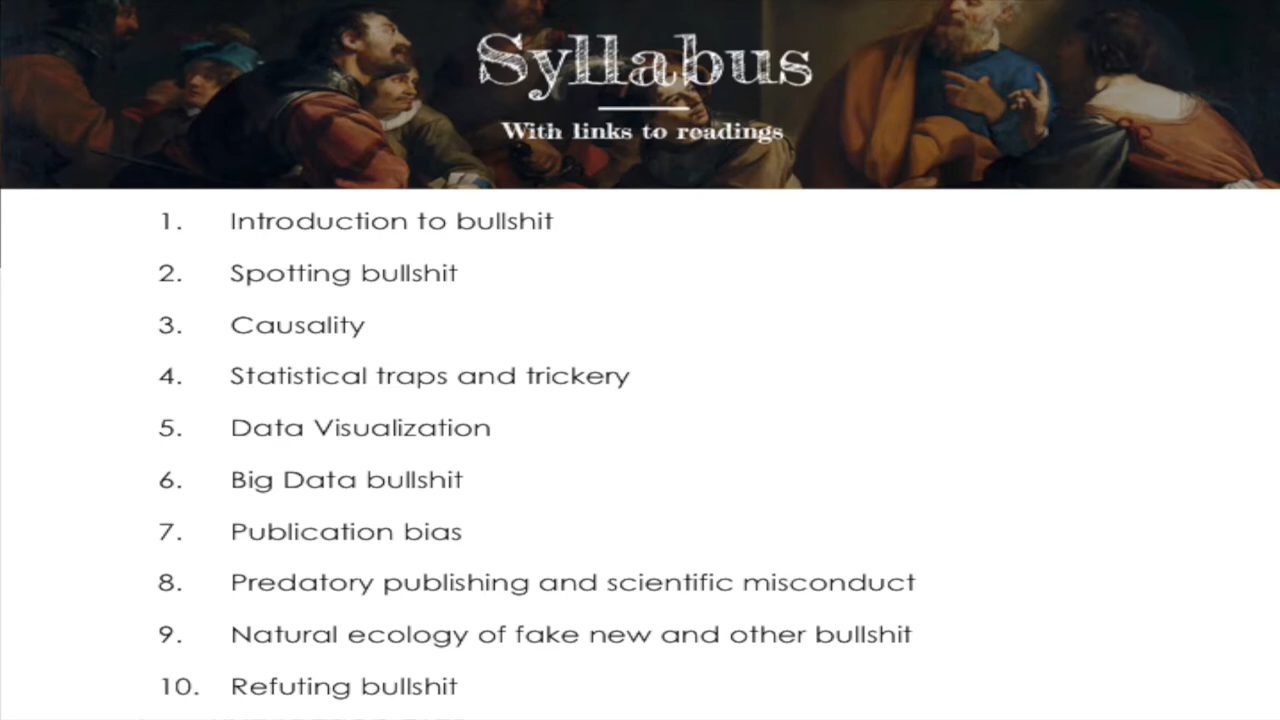 Syllabus
With links to readings
1. Introduction to bullshit
2. Spotting bullshit
3. Causality
4. Statistical traps and trickery
5. Data Visualization
6. Big Data bullshit
7. Publication bias
8. Predatory publishing and scientific misconduct
9. Natural ecology of fake new and other bullshit
10. Refuting bullshit